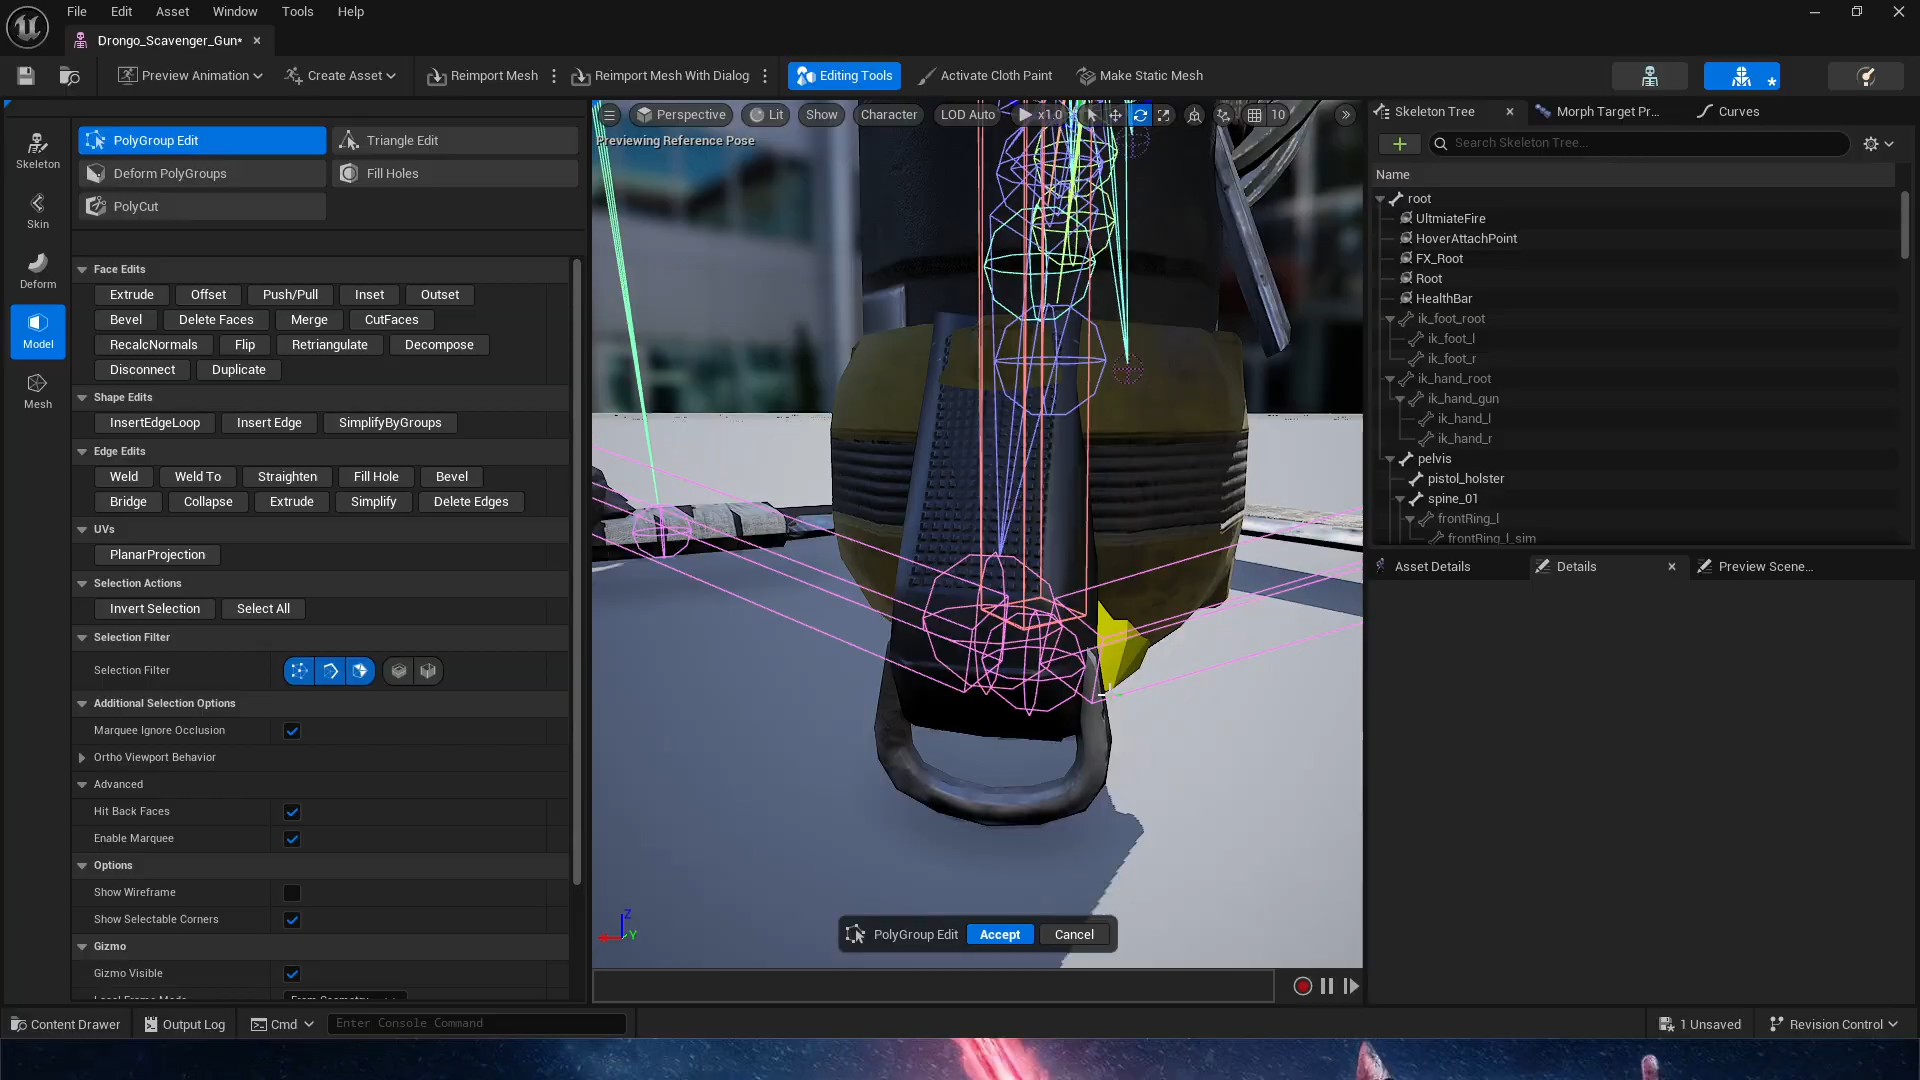 File Edit Asset Window Tools Help
Drongo_Scavenger_Gun*
Preview Animation Create Asset Reimport Mesh Reimport Mesh With Dialog Editing Tools Activate Cloth Paint Make Static Mesh
Skeleton
Skin
Deform
Model
Mesh
PolyGroup Edit Triangle Edit
Deform PolyGroups Fill Holes
PolyCut
Face Edits
Extrude Offset Push/Pull Inset Outset
Bevel Delete Faces Merge CutFaces
RecalcNormals Flip Retriangulate Decompose
Disconnect Duplicate
Shape Edits
InsertEdgeLoop Insert Edge SimplifyByGroups
Edge Edits
Weld Weld To Straighten Fill Hole Bevel
Bridge Collapse Extrude Simplify Delete Edges
UVs
PlanarProjection
Selection Actions
Invert Selection Select All
Selection Filter
Selection Filter
Additional Selection Options
Marquee Ignore Occlusion
Ortho Viewport Behavior
Advanced
Hit Back Faces
Enable Marquee
Options
Show Wireframe
Show Selectable Corners
Gizmo
Gizmo Visible
Perspective Lit Show Character LOD Auto x1.0 10
Previewing Reference Pose
Z
Y
PolyGroup Edit Accept Cancel
Skeleton Tree Morph Target Pr... Curves
Search Skeleton Tree...
Name
root
UltmiateFire
HoverAttachPoint
FX_Root
Root
HealthBar
ik_foot_root
ik_foot_l
ik_foot_r
ik_hand_root
ik_hand_gun
ik_hand_l
ik_hand_r
pelvis
pistol_holster
spine_01
frontRing_l
frontRing_l_sim
Asset Details Details Preview Scene...
Content Drawer Output Log Cmd Enter Console Command 1 Unsaved Revision Control